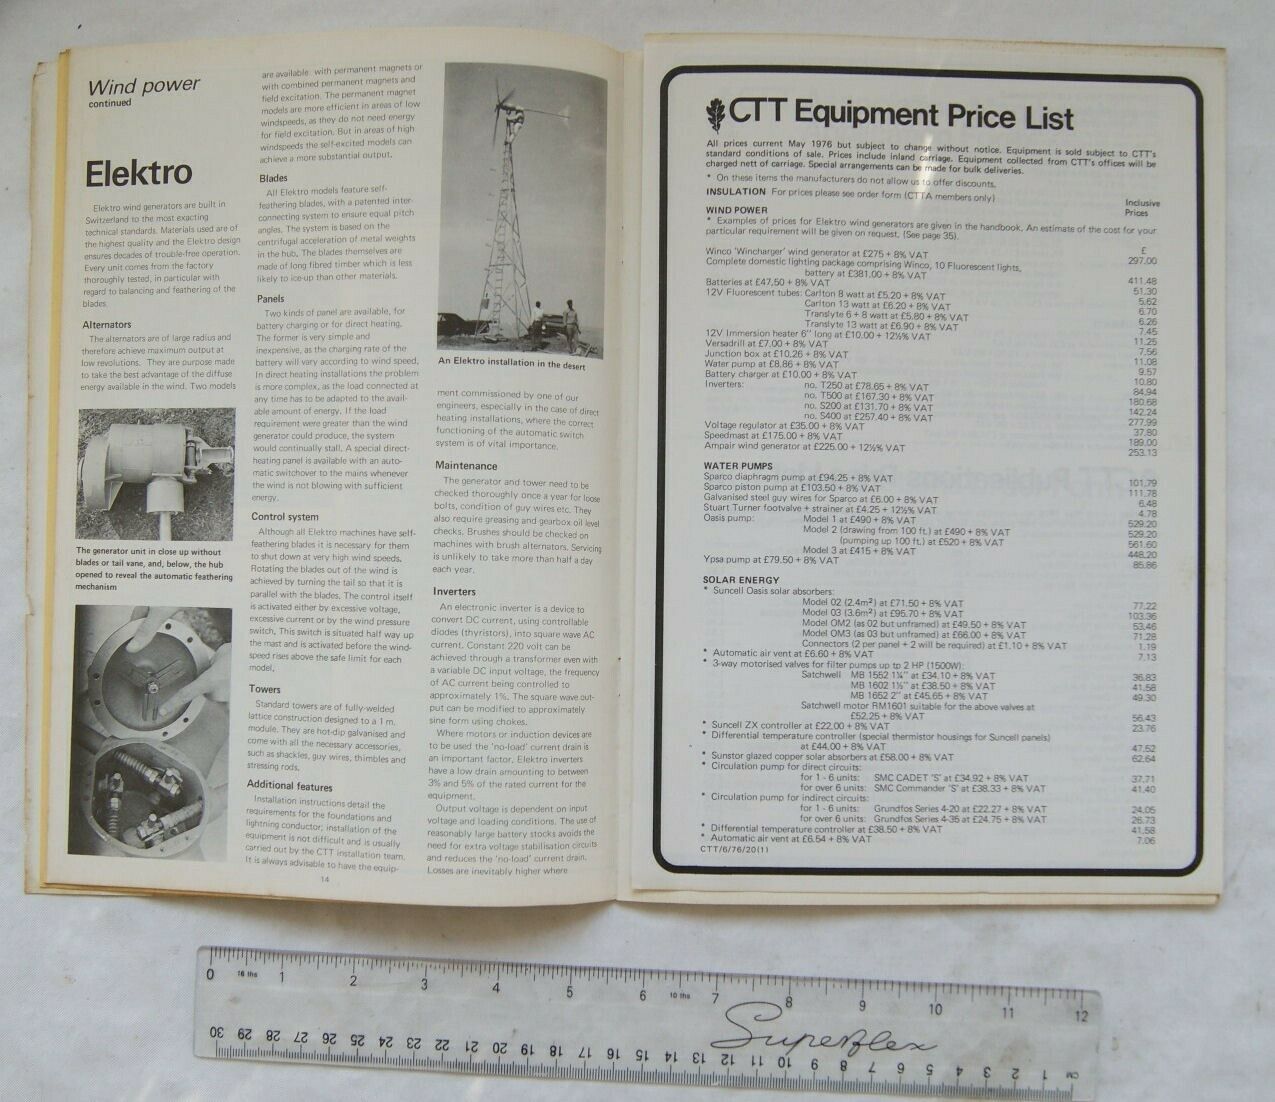 Wind power
continued
Elektro
Elektro wind generators are built in
Switzerland to the most exacting
technical standards. Materials used are of
the highest quality and the Elektro design
ensures decades of trouble-free operation.
Every unit comes from the factory
thoroughly tested, in particular with
regard to balancing and feathering of the
blades.
Alternators
The alternators are of large radius and
therefore achieve maximum output at
low revolutions. They are purpose made
to take the best advantage of the diffuse
energy available in the wind. Two models
The generator unit in close up without
blades or tail vane, and, below, the hub
opened to reveal the automatic feathering
mechanism
are available: with permanent magnets or
with combined permanent magnets and
field excitation. The permanent magnet
models are more efficient in areas of low
windspeeds, as they do not need energy
for field excitation. But in areas of high
windspeeds the self-excited models can
achieve a more substantial output.
Blades
All Elektro models feature self-
feathering blades, with a patented inter-
connecting system to ensure equal pitch
angles. The system is based on the
centrifugal acceleration of metal weights
in the hub. The blades themselves are
made of long fibred timber which is less
likely to ice-up than other materials.
Panels
Two kinds of panel are available, for
battery charging or for direct heating.
The former is very simple and
inexpensive, as the charging rate of the
battery will vary according to wind speed.
In direct heating installations the problem
is more complex, as the load connected at
any time has to be adapted to the avail-
able amount of energy. If the load
requirement were greater than the wind
generator could produce, the system
would continually stall. A special direct-
heating panel is available with an auto-
matic switchover to the mains whenever
the wind is not blowing with sufficient
energy.
Control system
Although all Elektro machines have self-
feathering blades it is necessary for them
to shut down at very high wind speeds.
Rotating the blades out of the wind is
achieved by turning the tail so that it is
parallel with the blades. The control itself
is activated either by excessive voltage,
excessive current or by the wind pressure
switch. This switch is situated half way up
the mast and is activated before the wind-
speed rises above the safe limit for each
model.
Towers
Standard towers are of fully-welded
lattice construction designed to a 1 m.
module. They are hot-dip galvanised and
come with all the necessary accessories,
such as shackles, guy wires, thimbles and
stressing rods.
Additional features
Installation instructions detail the
requirements for the foundations and
lightning conductor; installation of the
equipment is not difficult and is usually
carried out by the CTT installation team.
It is always advisable to have the equip-
14
An Elektro installation in the desert
ment commissioned by one of our
engineers, especially in the case of direct
heating installations, where the correct
functioning of the automatic switch
system is of vital importance.
Maintenance
The generator and tower need to be
checked thoroughly once a year for loose
bolts, condition of guy wires etc. They
also require greasing and gearbox oil level
checks. Brushes should be checked on
machines with brush alternators. Servicing
is unlikely to take more than half a day
each year.
Inverters
An electronic inverter is a device to
convert DC current, using controllable
diodes (thyristors), into square wave AC
current. Constant 220 volt can be
achieved through a transformer even with
a variable DC input voltage, the frequency
of AC current being controlled to
approximately 1%. The square wave out-
put can be modified to approximately
sine form using chokes.
Where motors or induction devices are
to be used the 'no-load' current drain is
an important factor. Elektro inverters
have a low drain amounting to between
3% and 5% of the rated current for the
equipment.
Output voltage is dependent on input
voltage and loading conditions. The use of
reasonably large battery stocks avoids the
need for extra voltage stabilisation circuits
and reduces the 'no-load' current drain.
Losses are inevitably higher where
CTT Equipment Price List
All prices current May 1976 but subject to change without notice. Equipment is sold subject to CTT's
standard conditions of sale. Prices include inland carriage. Equipment collected from CTT's offices will be
charged nett of carriage. Special arrangements can be made for bulk deliveries.
* On these items the manufacturers do not allow us to offer discounts.
INSULATION For prices please see order form (CTTA members only)
Inclusive
Prices
WIND POWER
* Examples of prices for Elektro wind generators are given in the handbook. An estimate of the cost for your
particular requirement will be given on request. (See page 35).
£
Winco 'Wincharger' wind generator at £275 + 8% VAT 297.00
Complete domestic lighting package comprising Winco, 10 Fluorescent lights,
battery at £381.00 + 8% VAT 411.48
Batteries at £47.50 + 8% VAT 51.30
12V Fluorescent tubes: Carlton 8 watt at £5.20 + 8% VAT 5.62
Carlton 13 watt at £6.20 + 8% VAT 6.70
Translyte 6 + 8 watt at £5.80 + 8% VAT 6.26
Translyte 13 watt at £6.90 + 8% VAT 7.45
12V Immersion heater 6" long at £10.00 + 12½% VAT 11.25
Versadrill at £7.00 + 8% VAT 7.56
Junction box at £10.26 + 8% VAT 11.08
Water pump at £8.86 + 8% VAT 9.57
Battery charger at £10.00 + 8% VAT 10.80
Inverters: no. T250 at £78.65 + 8% VAT 84.94
no. T500 at £167.30 + 8% VAT 180.68
no. S200 at £131.70 + 8% VAT 142.24
no. S400 at £257.40 + 8% VAT 277.99
Voltage regulator at £35.00 + 8% VAT 37.80
Speedmast at £175.00 + 8% VAT 189.00
Ampair wind generator at £225.00 + 12½% VAT 253.13
WATER PUMPS
Sparco diaphragm pump at £94.25 + 8% VAT 101.79
Sparco piston pump at £103.50 + 8% VAT 111.78
Galvanised steel guy wires for Sparco at £6.00 + 8% VAT 6.48
Stuart Turner footvalve + strainer at £4.25 + 12½% VAT 4.78
Oasis pump: Model 1 at £490 + 8% VAT 529.20
Model 2 (drawing from 100 ft.) at £490 + 8% VAT 529.20
(pumping up 100 ft.) at £520 + 8% VAT 561.60
Model 3 at £415 + 8% VAT 448.20
Ypsa pump at £79.50 + 8% VAT 85.86
SOLAR ENERGY
* Suncell Oasis solar absorbers:
Model 02 (2.4m²) at £71.50 + 8% VAT 77.22
Model 03 (3.6m²) at £95.70 + 8% VAT 103.36
Model OM2 (as 02 but unframed) at £49.50 + 8% VAT 53.46
Model OM3 (as 03 but unframed) at £66.00 + 8% VAT 71.28
Connectors (2 per panel + 2 will be required) at £1.10 + 8% VAT 1.19
* Automatic air vent at £6.60 + 8% VAT 7.13
* 3-way motorised valves for filter pumps up to 2 HP (1500W):
Satchwell MB 1552 1¼" at £34.10 + 8% VAT 36.83
MB 1602 1½" at £38.50 + 8% VAT 41.58
MB 1652 2" at £45.65 + 8% VAT 49.30
Satchwell motor RM1601 suitable for the above valves at
£52.25 + 8% VAT 56.43
* Suncell ZX controller at £22.00 + 8% VAT 23.76
* Differential temperature controller (special thermistor housings for Suncell panels)
at £44.00 + 8% VAT 47.52
* Sunstor glazed copper solar absorbers at £58.00 + 8% VAT 62.64
* Circulation pump for direct circuits:
for 1 - 6 units: SMC CADET 'S' at £34.92 + 8% VAT 37.71
for over 6 units: SMC Commander 'S' at £38.33 + 8% VAT 41.40
* Circulation pump for indirect circuits:
for 1 - 6 units: Grundfos Series 4-20 at £22.27 + 8% VAT 24.05
for over 6 units: Grundfos Series 4-35 at £24.75 + 8% VAT 26.73
* Differential temperature controller at £38.50 + 8% VAT 41.58
* Automatic air vent at £6.54 + 8% VAT 7.06
CTT/6/76/20(1)
0 16 ths 1 2 3 4 5 6 10 ths 7 8 9 10 11 12
Superflex
30 29 28 27 26 25 24 23 22 21 20 19 18 17 16 15 14 13 12 11 10 9 8 7 6 5 4 3 2 1 CM